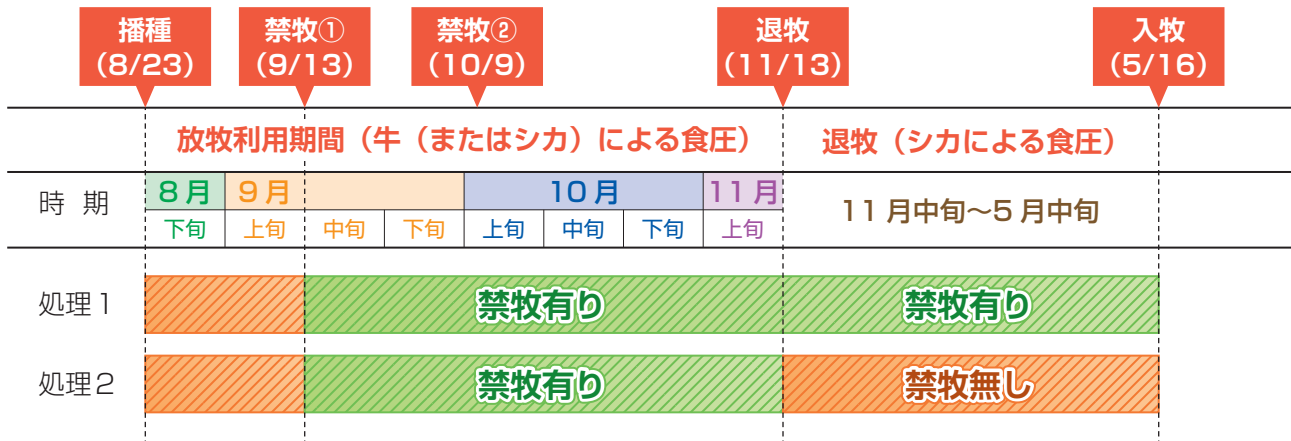 播種
(8/23)
禁牧①
(9/13)
禁牧②
(10/9)
退牧
(11/13)
入牧
(5/16)
放牧利用期間（牛（またはシカ）による食圧）
退牧（シカによる食圧）
時 期
8月
9月
10月
11月
下旬
上旬
中旬
下旬
上旬
中旬
下旬
上旬
11月中旬～5月中旬
処理1
禁牧有り
禁牧有り
処理2
禁牧有り
禁牧無し